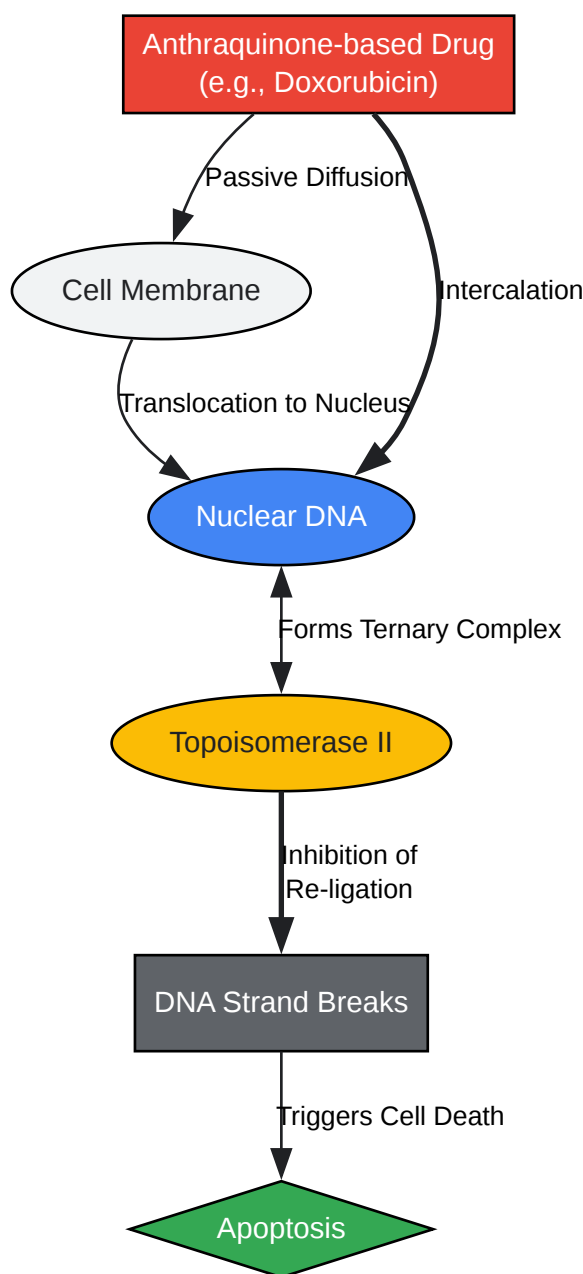 Anthraquinone-based Drug
(e.g., Doxorubicin)
Passive Diffusion
Cell Membrane
Intercalation
Translocation to Nucleus
Nuclear DNA
Forms Ternary Complex
Topoisomerase II
Inhibition of
Re-ligation
DNA Strand Breaks
Triggers Cell Death
Apoptosis